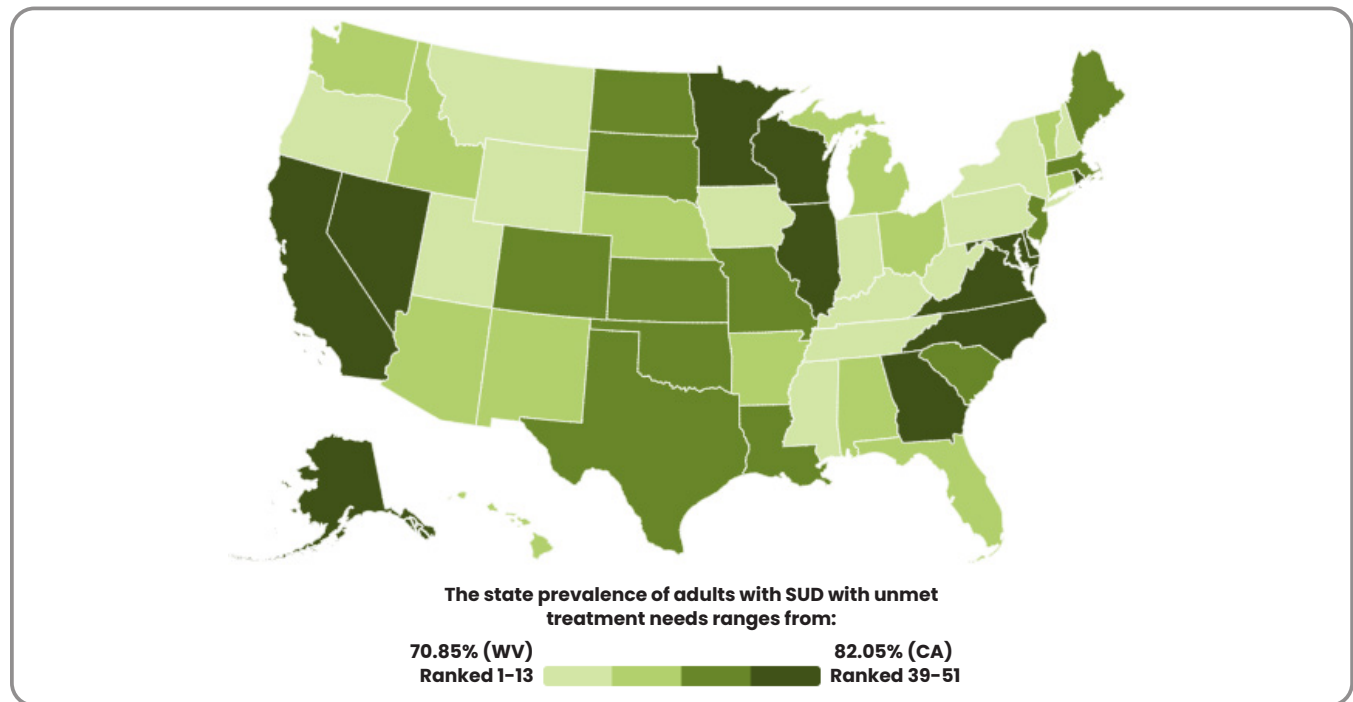 The state prevalence of adults with SUD with unmet
treatment needs ranges from:
70.85% (WV) 82.05% (CA)
Ranked 1-13 Ranked 39-51